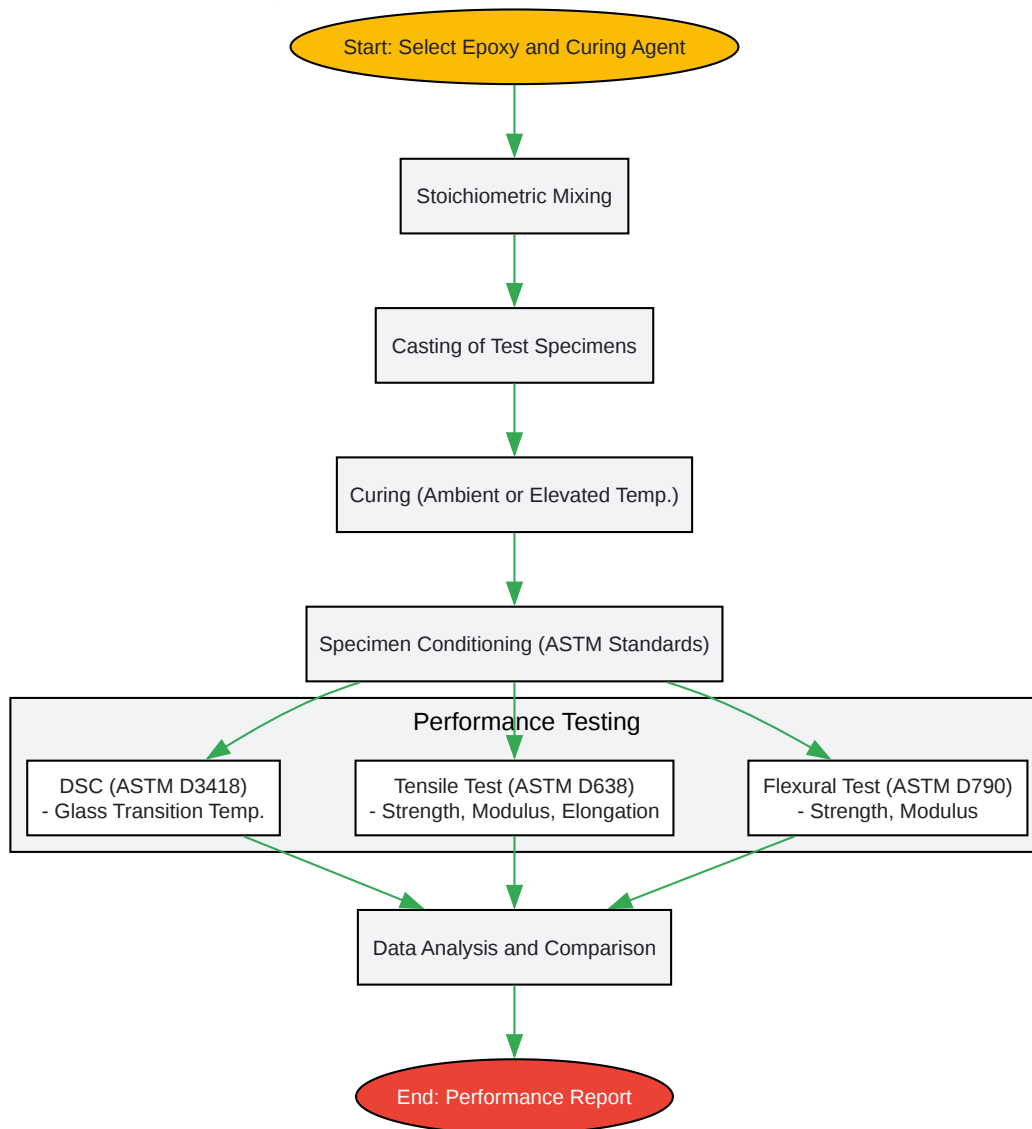 Start: Select Epoxy and Curing Agent
Stoichiometric Mixing
Casting of Test Specimens
Curing (Ambient or Elevated Temp.)
Specimen Conditioning (ASTM Standards)
Performance Testing
DSC (ASTM D3418)
- Glass Transition Temp.
Tensile Test (ASTM D638)
- Strength, Modulus, Elongation
Flexural Test (ASTM D790)
- Strength, Modulus
Data Analysis and Comparison
End: Performance Report